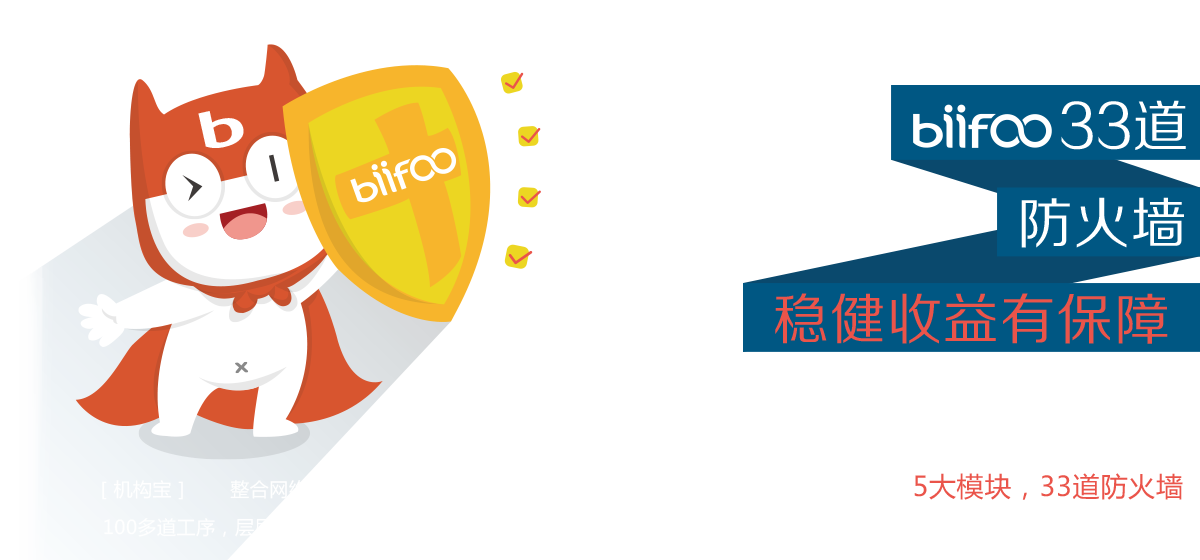 b
biifoo
biifoo 33道
防火墙
稳健收益有保障
5大模块，33道防火墙
[ 机构宝 ] 整合网
100多道工序，层